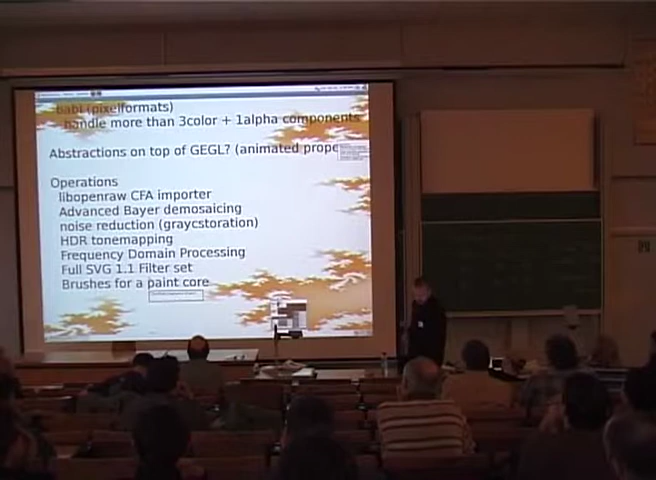 babl (pixelformats)
handle more than 3color + 1alpha components
Abstractions on top of GEGL? (animated prope
Operations
libopenraw CFA importer
Advanced Bayer demosaicing
noise reduction (graycstoration)
HDR tonemapping
Frequency Domain Processing
Full SVG 1.1 Filter set
Brushes for a paint core